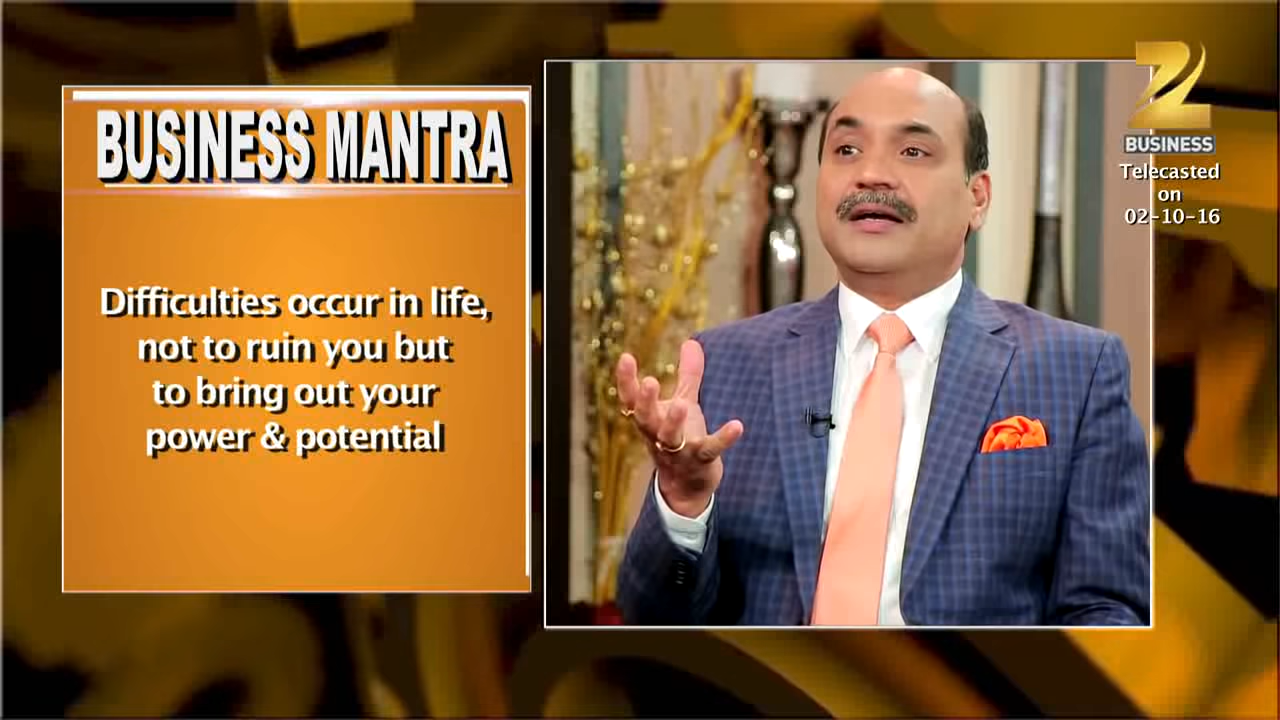 BUSINESS MANTRA
Difficulties occur in life,
not to ruin you but
to bring out your
power & potential
Z
BUSINESS
Telecasted
on
02-10-16